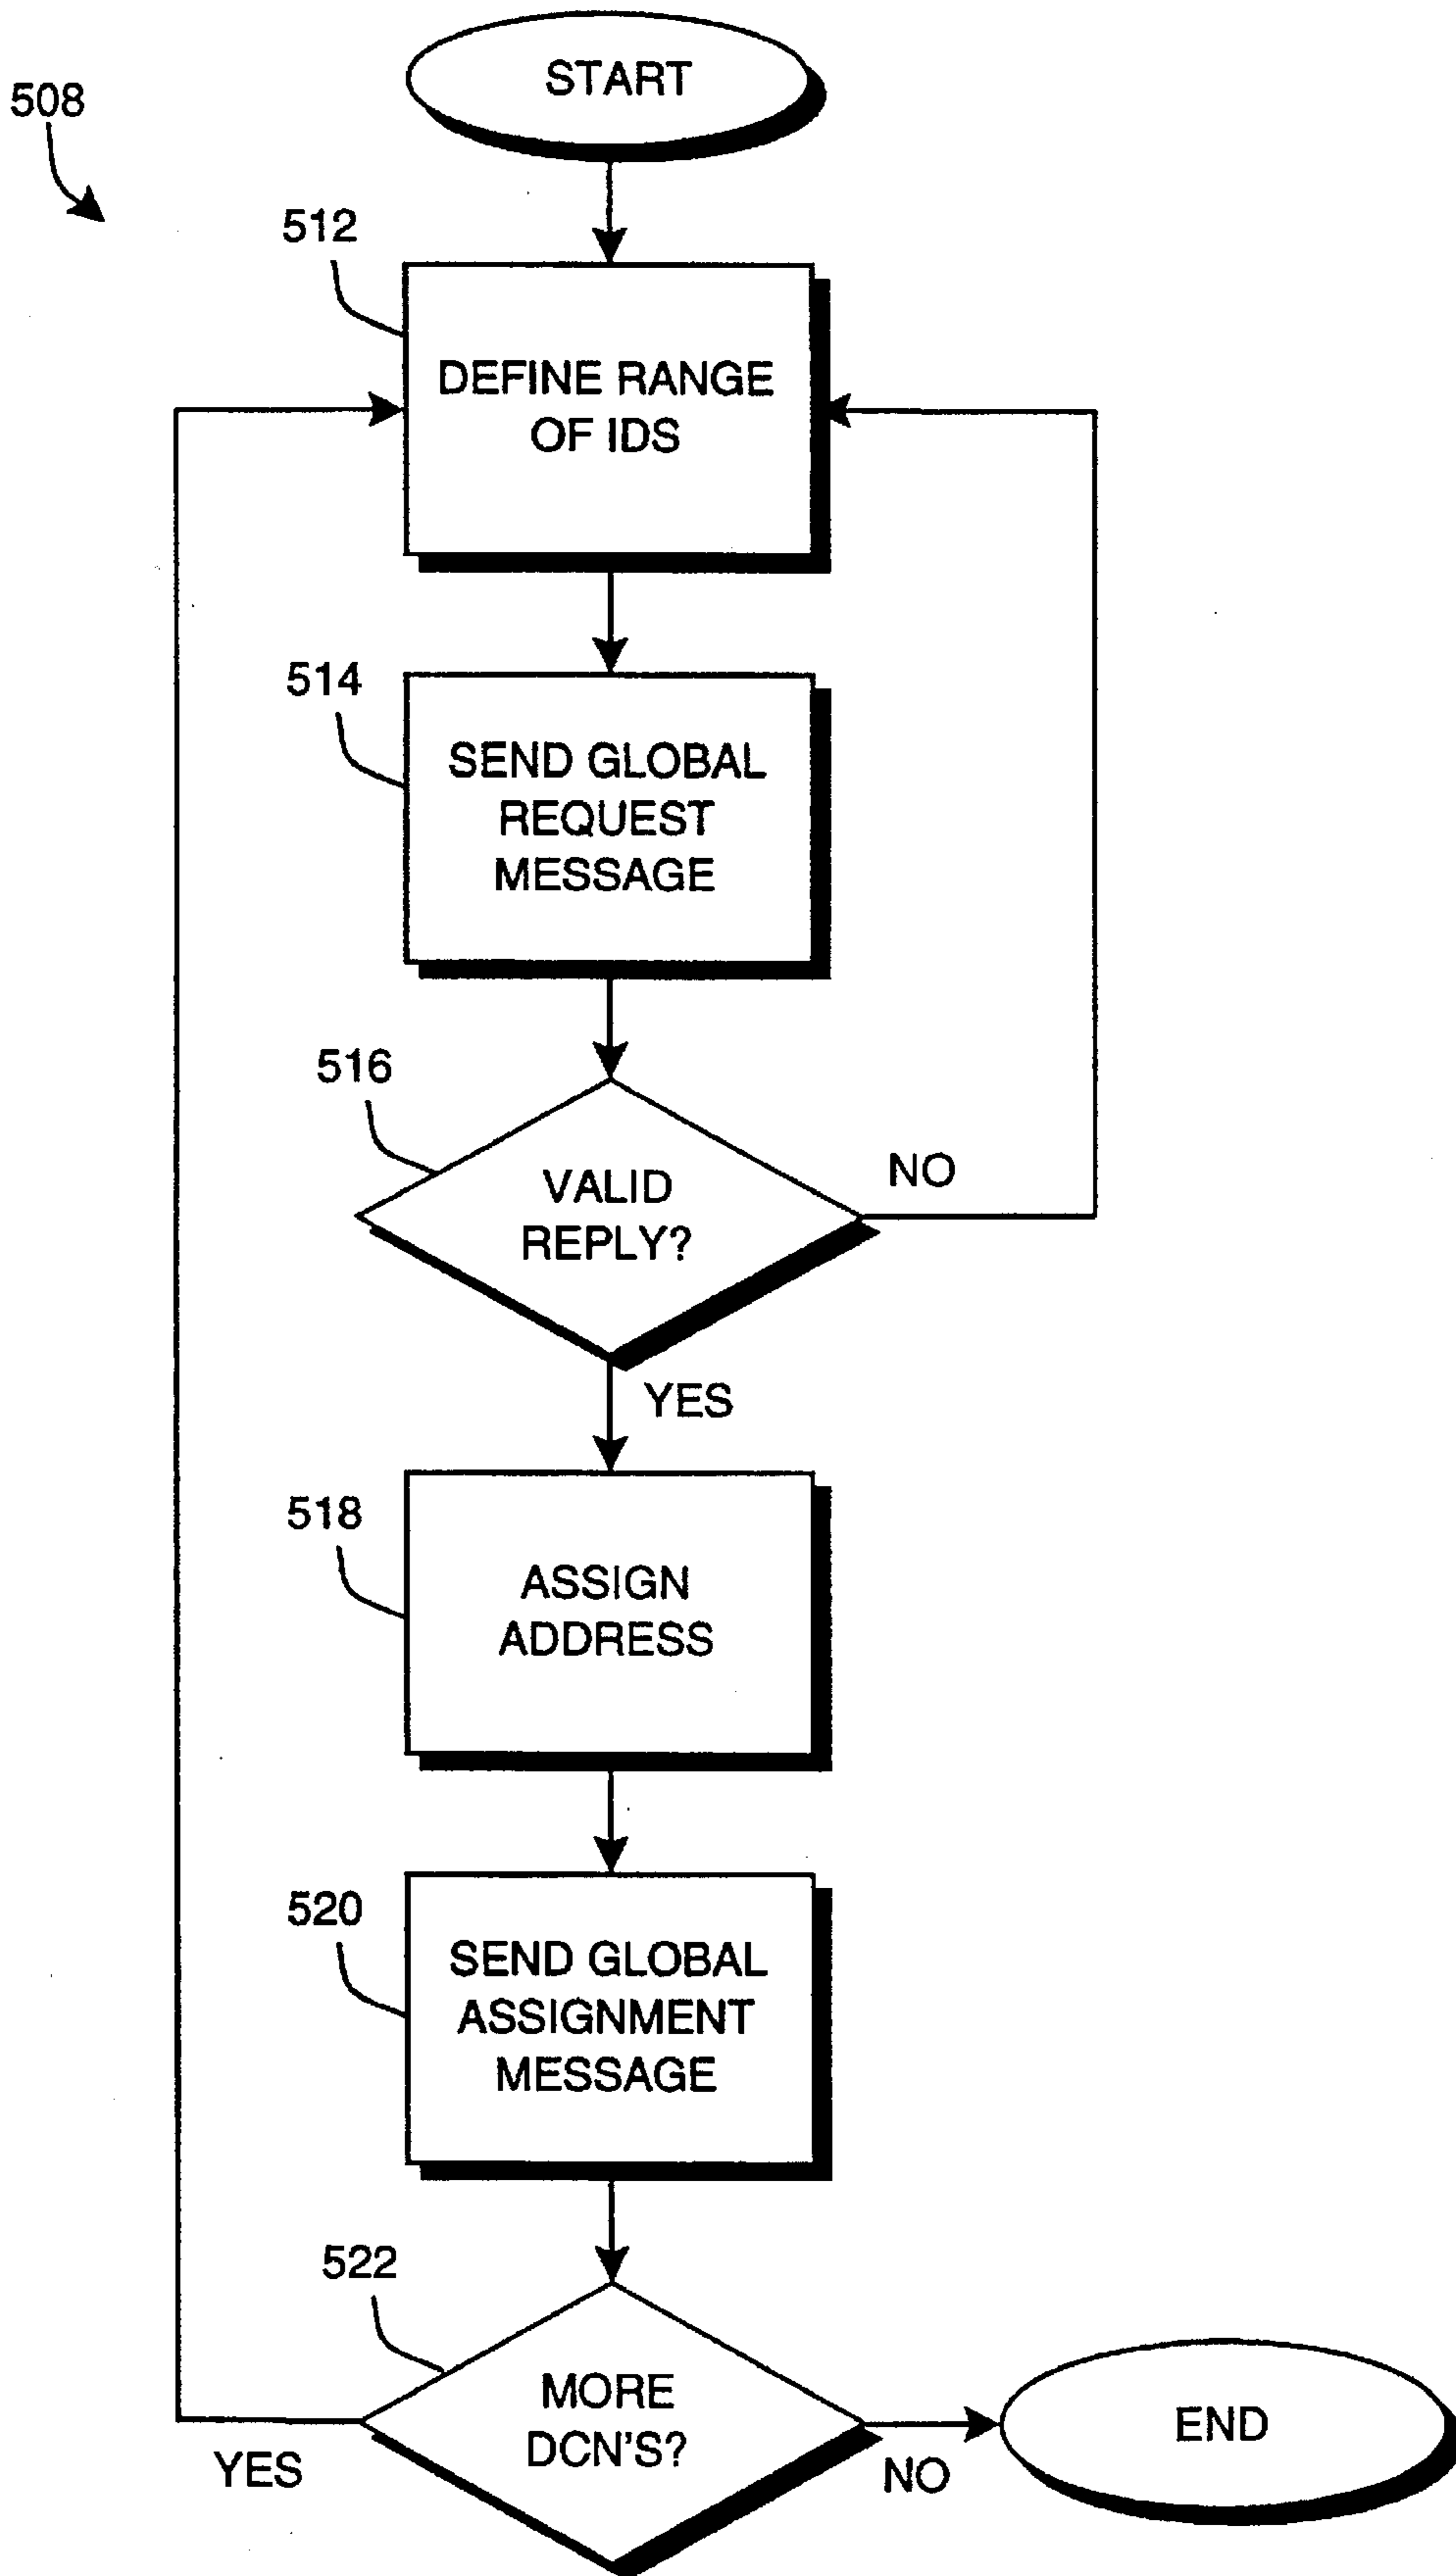 START
508
512
DEFINE RANGE
OF IDS
514
SEND GLOBAL
REQUEST
MESSAGE
516
VALID
REPLY?
NO
YES
518
ASSIGN
ADDRESS
520
SEND GLOBAL
ASSIGNMENT
MESSAGE
522
MORE
DCN'S?
YES
NO
END